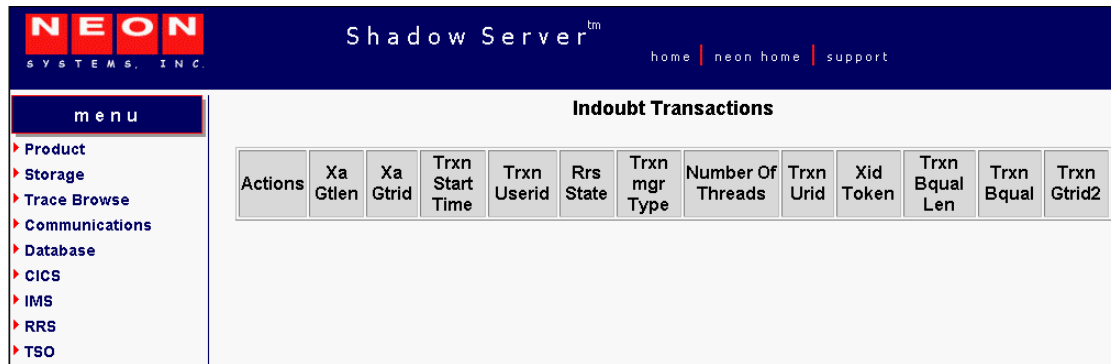 NEON
SYSTEMS, INC.
Shadow Server tm
home | neon home | support
menu
Product
Storage
Trace Browse
Communications
Database
CICS
IMS
RRS
TSO
Indoubt Transactions
Actions
Xa Gtlen
Xa Gtrid
Trxn Start Time
Trxn Userid
Rrs State
Trxn mgr Type
Number Of Threads
Trxn Urid
Xid Token
Trxn Bqual Len
Trxn Bqual
Trxn Gtrid2